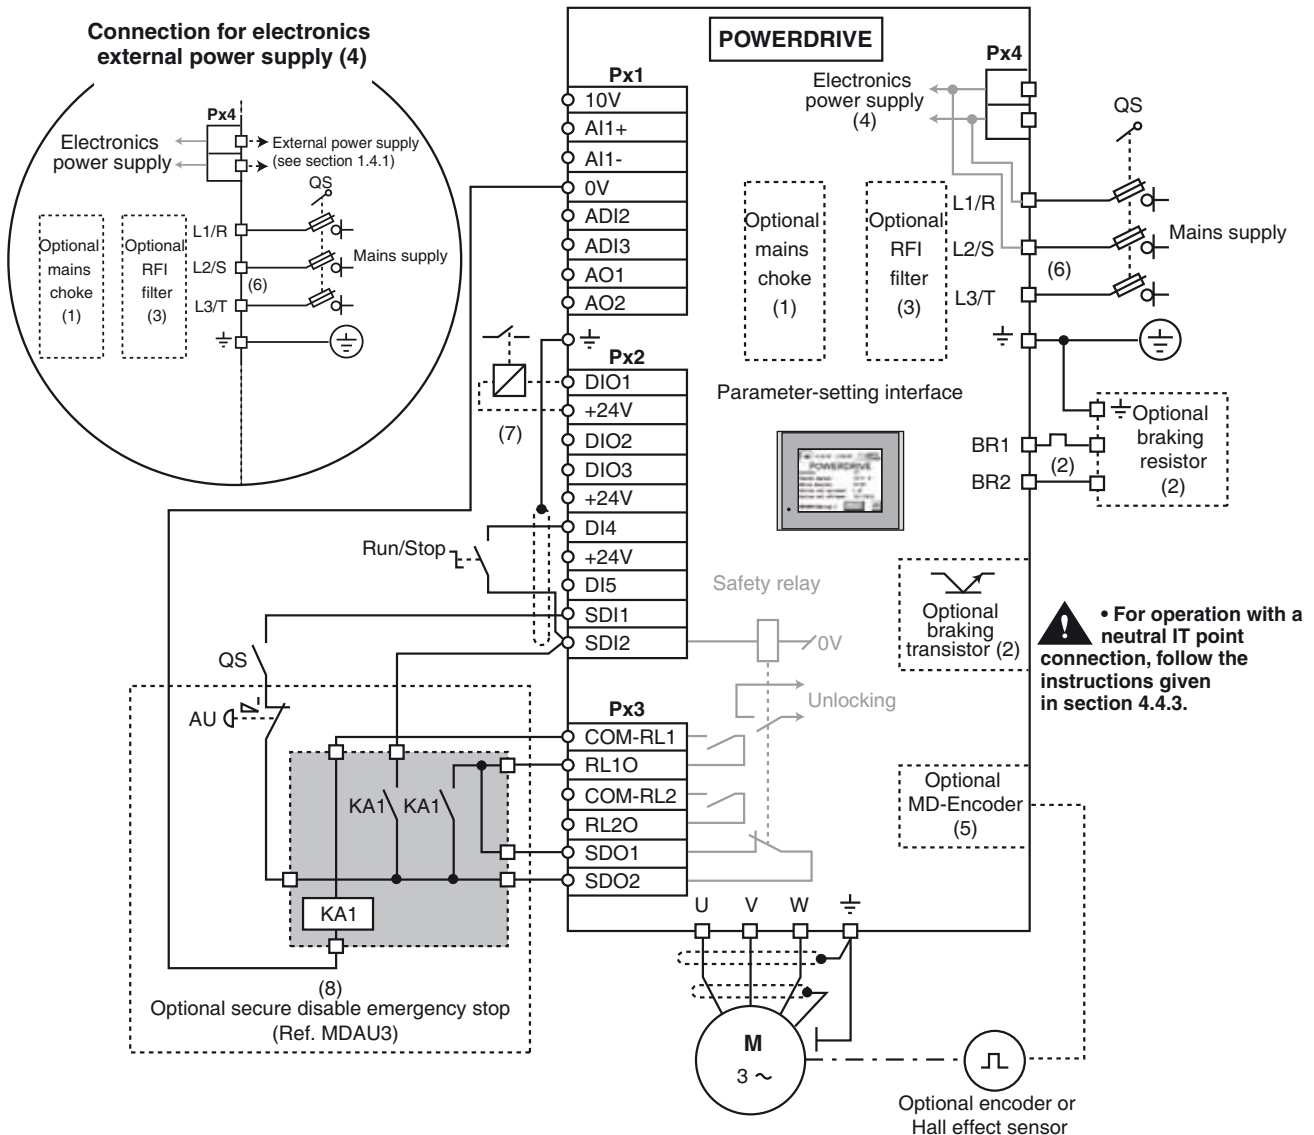 Connection for electronics
external power supply (4)
Px4
Electronics
power supply
External power supply
(see section 1.4.1)
QS
Optional
mains
choke
(1)
Optional
RFI
filter
(3)
L1/R
L2/S
L3/T
(6)
Mains supply
POWERDRIVE
Px1
10V
AI1+
AI1-
0V
ADI2
ADI3
AO1
AO2
Px2
DIO1
+24V
DIO2
DIO3
+24V
DI4
+24V
DI5
SDI1
SDI2
Px3
COM-RL1
RL1O
COM-RL2
RL2O
SDO1
SDO2
(7)
Run/Stop
QS
AU
KA1
KA1
KA1
(8)
Optional secure disable emergency stop
(Ref. MDAU3)
Electronics
power supply
(4)
Px4
Optional
mains
choke
(1)
Optional
RFI
filter
(3)
L1/R
L2/S
L3/T
QS
(6)
Mains supply
Parameter-setting interface
POWERDRIVE
BR1
BR2
(2)
Optional
braking
resistor
(2)
Safety relay
0V
Unlocking
Optional
braking
transistor (2)
!
• For operation with a
neutral IT point
connection, follow the
instructions given
in section 4.4.3.
Optional
MD-Encoder
(5)
U
V
W
M
3 ~
Optional encoder or
Hall effect sensor